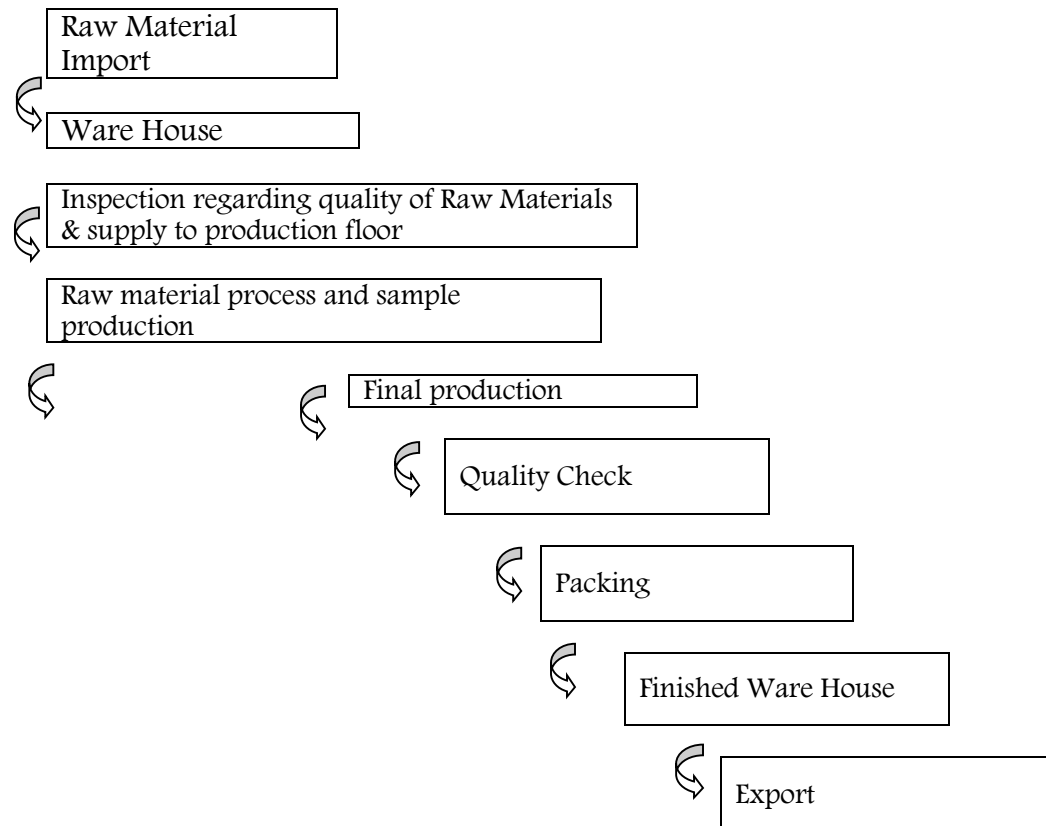 Raw Material
Import
Ware House
Inspection regarding quality of Raw Materials
& supply to production floor
Raw material process and sample
production
Final production
Quality Check
Packing
Finished Ware House
Export